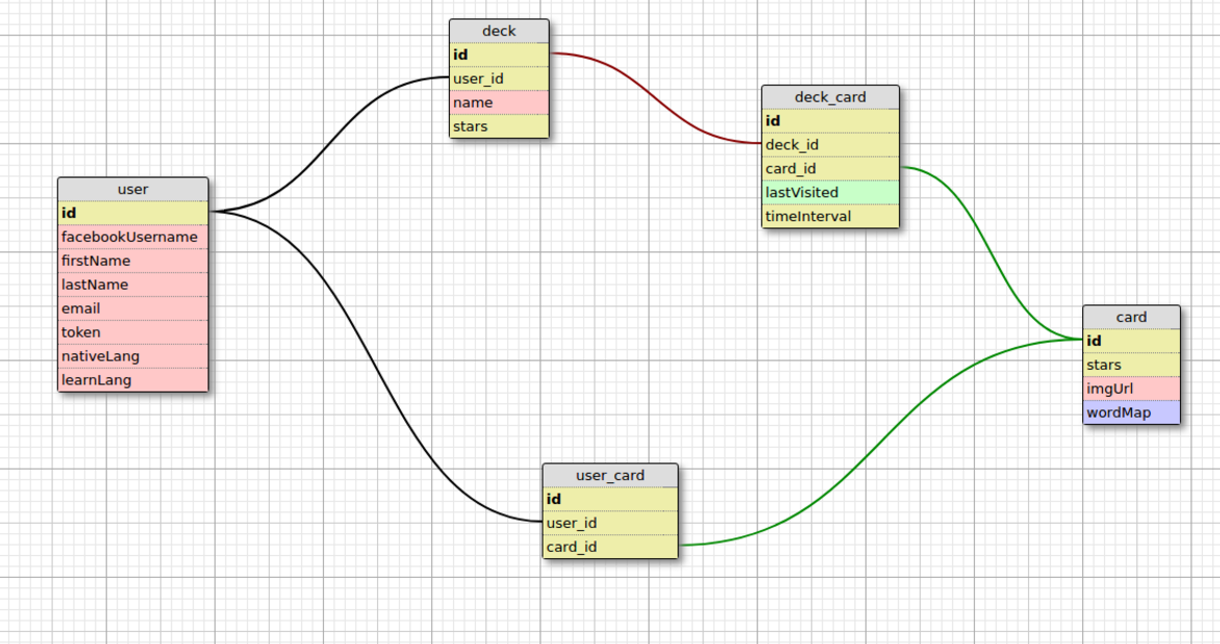 deck
id
user_id
name
stars
deck_card
id
deck_id
card_id
lastVisited
timeInterval
user
id
facebookUsername
firstName
lastName
email
token
nativeLang
learnLang
card
id
stars
imgUrl
wordMap
user_card
id
user_id
card_id